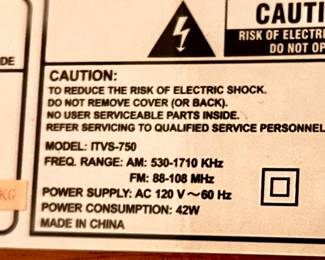 CAUTI
RISK OF ELECTRI
DO NOT OP
DE
CAUTION:
TO REDUCE THE RISK OF ELECTRIC SHOCK.
DO NOT REMOVE COVER (OR BACK).
NO USER SERVICEABLE PARTS INSIDE.
REFER SERVICING TO QUALIFIED SERVICE PERSONNEL
MODEL: ITVS-750
FREQ. RANGE: AM: 530-1710 KHz
FM: 88-108 MHz
KG
POWER SUPPLY: AC 120 V~60 Hz
POWER CONSUMPTION: 42W
MADE IN CHINA